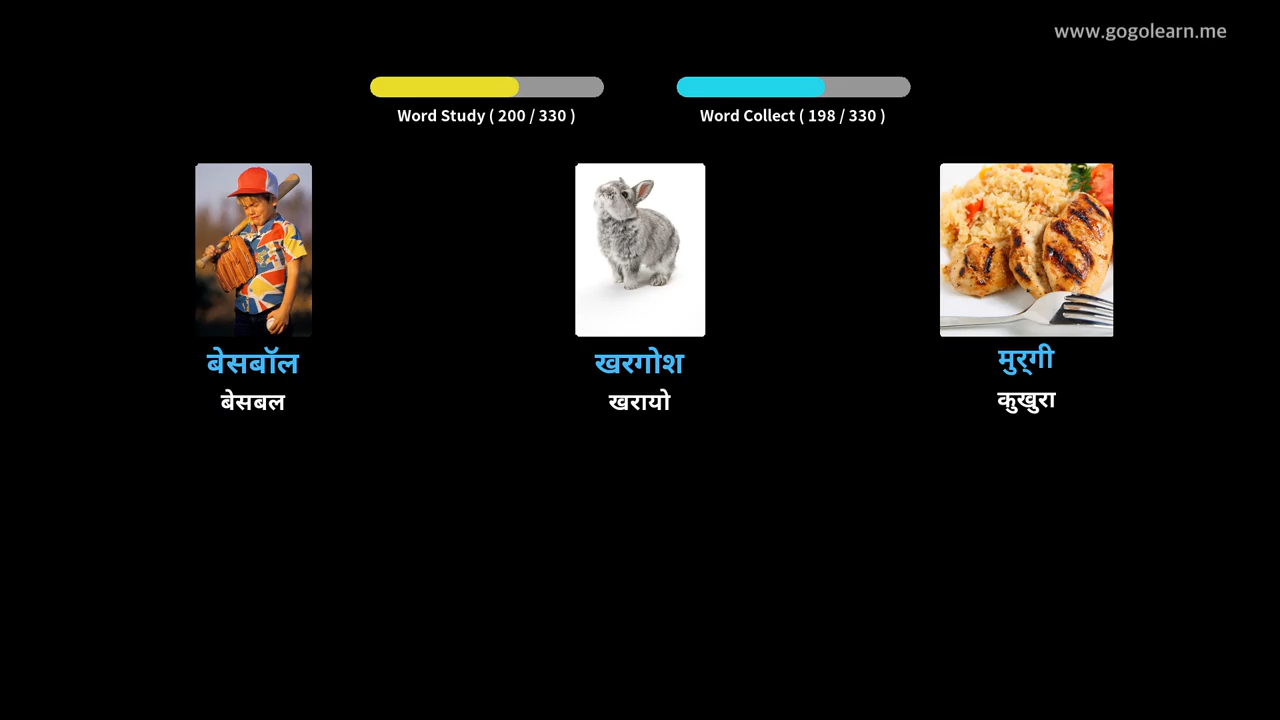 www.gogolearn.me
Word Study ( 200 / 330 )
Word Collect ( 198 / 330 )
बेसबॉल
खरगोश
मुर्गी
बेसबल
खरायो
कुखुरा